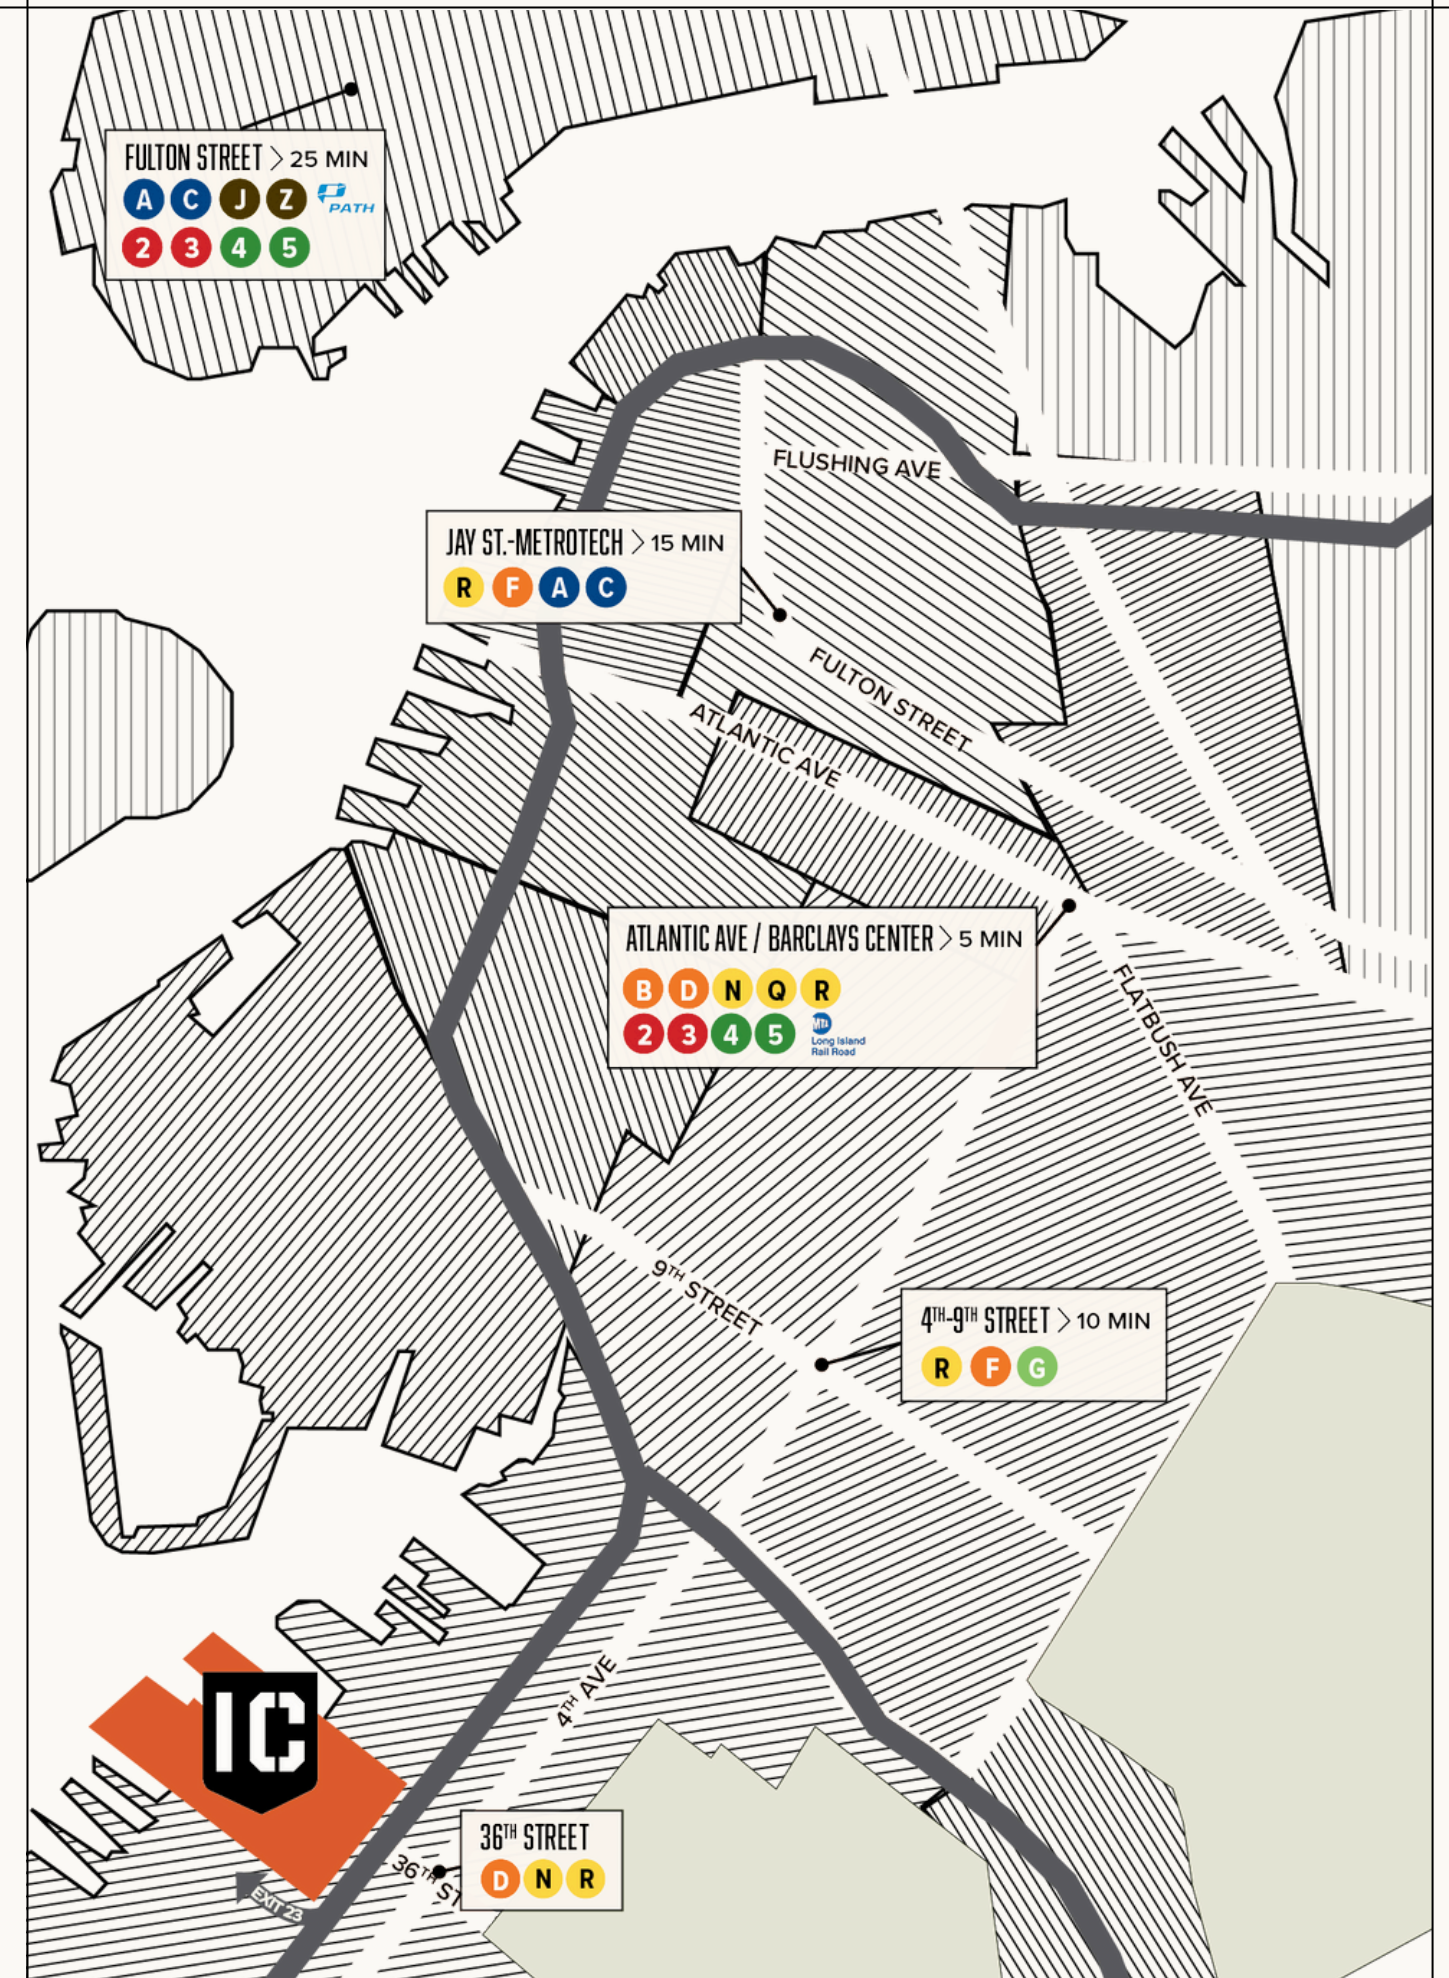 FULTON STREET > 25 MIN
A C J Z PATH
2 3 4 5
FLUSHING AVE
JAY ST.-METROTECH > 15 MIN
R F A C
FULTON STREET
ATLANTIC AVE
ATLANTIC AVE / BARCLAYS CENTER > 5 MIN
B D N Q R
2 3 4 5 MTA
Long Island
Rail Road
FLATBUSH AVE
9TH STREET
4TH-9TH STREET > 10 MIN
R F G
4TH AVE
IC
36TH STREET
D N R
36TH ST
EXIT 23